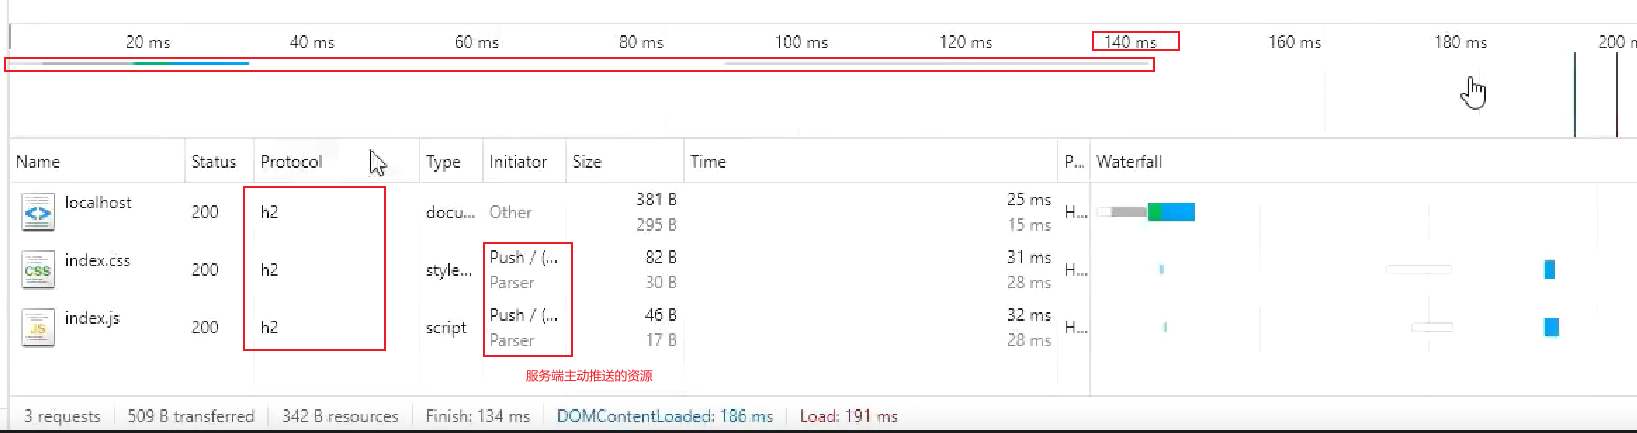 20 ms 40 ms 60 ms 80 ms 100 ms 120 ms 140 ms 160 ms 180 ms 200
Name Status Protocol Type Initiator Size Time P... Waterfall
localhost 200 h2 docu... Other 381 B 295 B 25 ms 15 ms H...
index.css 200 h2 style... Push / (... Parser 82 B 30 B 31 ms 28 ms H...
CSS
index.js 200 h2 script Push / (... Parser 46 B 17 B 32 ms 28 ms H...
JS
服务端主动推送的资源
3 requests 509 B transferred 342 B resources Finish: 134 ms DOMContentLoaded: 186 ms Load: 191 ms